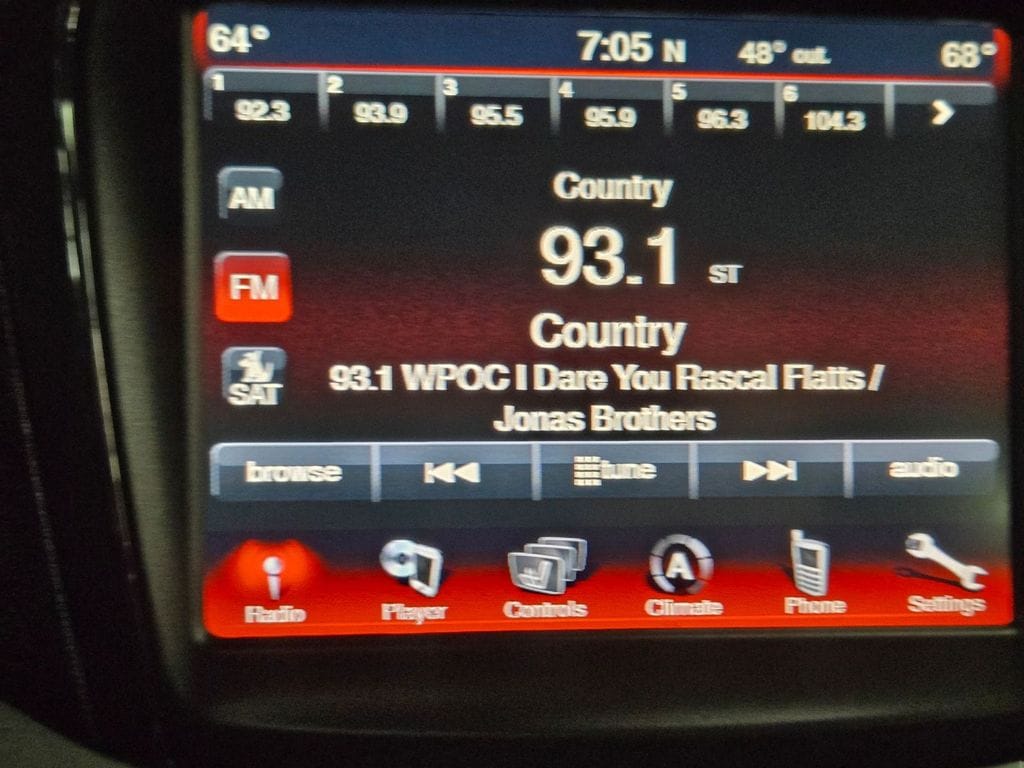 64° 7:05 N 48° out. 68°
1 2 3 4 5 6
92.3 93.9 95.5 95.9 96.3 104.3
AM
Country
93.1 ST
FM
Country
93.1 WPOC I Dare You Rascal Flatts /
SAT
Jonas Brothers
browse tune audio
A
Radio Player Controls Climate Phone Settings